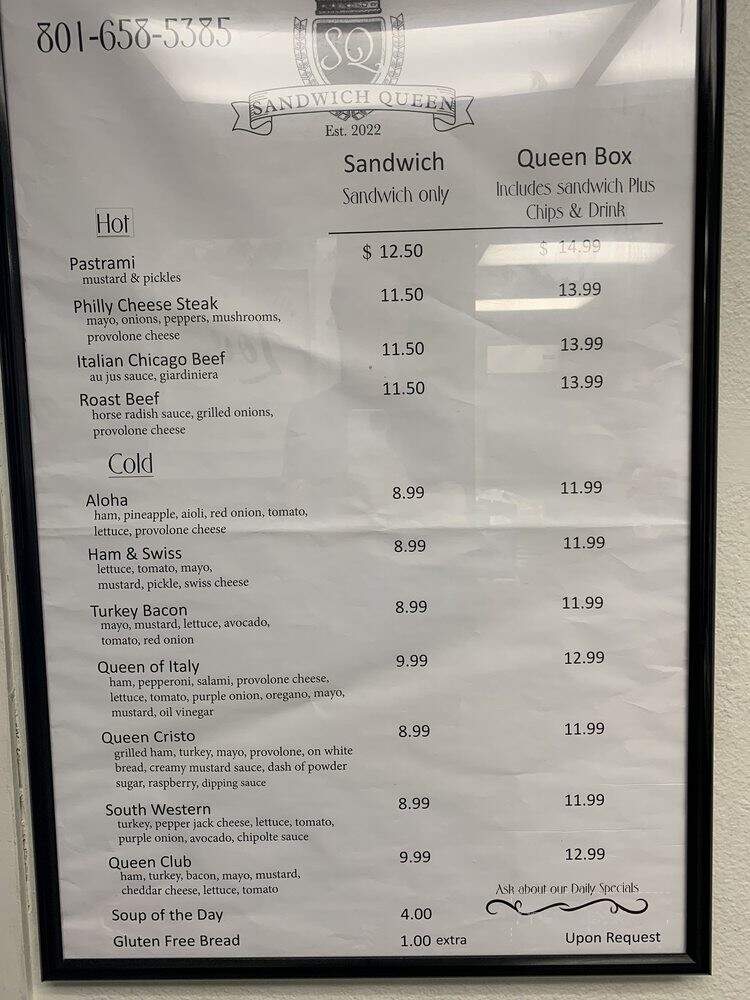 801-658-5385
SQ
SANDWICH QUEEN
Est. 2022
Sandwich Queen Box
Sandwich only Includes sandwich Plus
Chips & Drink
Hot
Pastrami $ 12.50 $ 14.99
mustard & pickles
Philly Cheese Steak 11.50 13.99
mayo, onions, peppers, mushrooms,
provolone cheese
Italian Chicago Beef 11.50 13.99
au jus sauce, giardiniera
Roast Beef 11.50 13.99
horse radish sauce, grilled onions,
provolone cheese
Cold
Aloha 8.99 11.99
ham, pineapple, aioli, red onion, tomato,
lettuce, provolone cheese
Ham & Swiss 8.99 11.99
lettuce, tomato, mayo,
mustard, pickle, swiss cheese
Turkey Bacon 8.99 11.99
mayo, mustard, lettuce, avocado,
tomato, red onion
Queen of Italy 9.99 12.99
ham, pepperoni, salami, provolone cheese,
lettuce, tomato, purple onion, oregano, mayo,
mustard, oil vinegar
Queen Cristo 8.99 11.99
grilled ham, turkey, mayo, provolone, on white
bread, creamy mustard sauce, dash of powder
sugar, raspberry, dipping sauce
South Western 8.99 11.99
turkey, pepper jack cheese, lettuce, tomato,
purple onion, avocado, chipolte sauce
Queen Club 9.99 12.99
ham, turkey, bacon, mayo, mustard,
cheddar cheese, lettuce, tomato
Ask about our Daily Specials
Soup of the Day 4.00
Gluten Free Bread 1.00 extra Upon Request